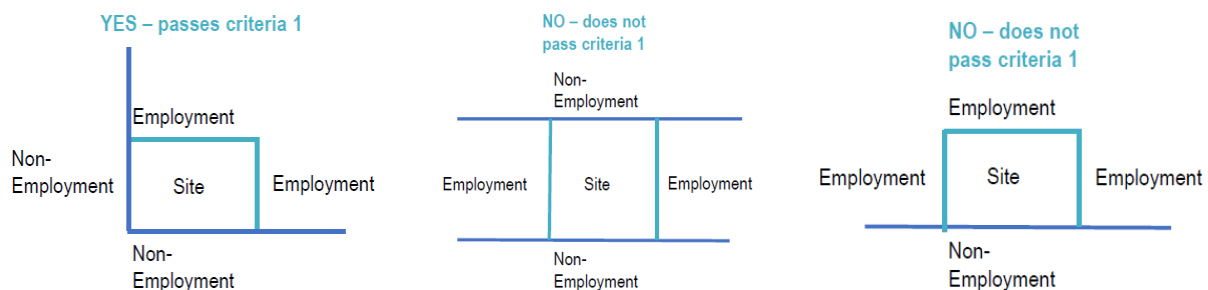 YES – passes criteria 1
Employment
Non-
Employment
Site
Employment
Non-
Employment
NO – does not
pass criteria 1
Non-
Employment
Employment
Site
Employment
Non-
Employment
NO – does not
pass criteria 1
Employment
Employment
Site
Employment
Non-
Employment